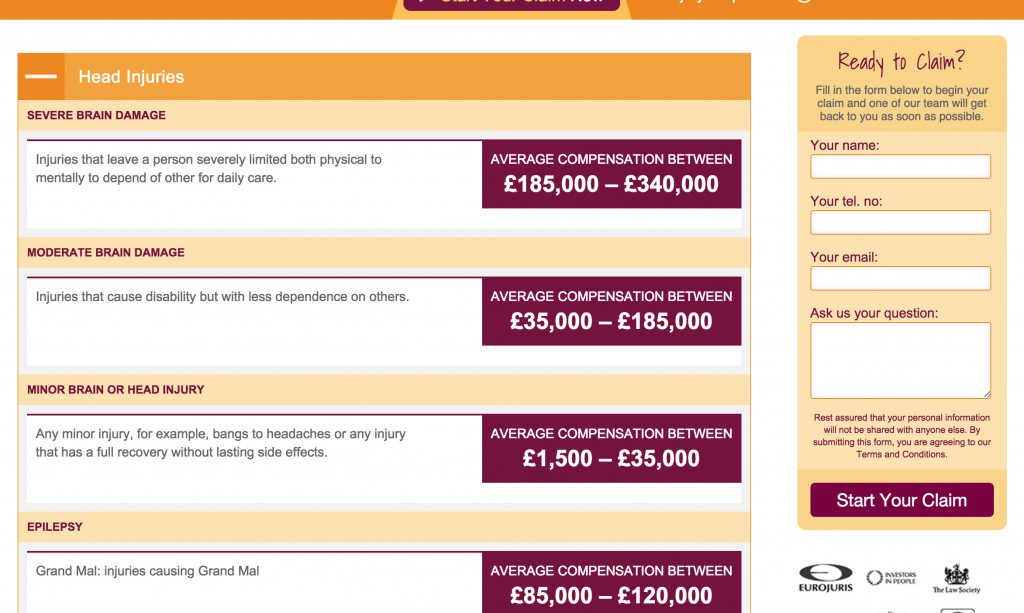 Head Injuries
SEVERE BRAIN DAMAGE
Injuries that leave a person severely limited both physical to
mentally to depend of other for daily care.
AVERAGE COMPENSATION BETWEEN
£185,000 – £340,000
MODERATE BRAIN DAMAGE
Injuries that cause disability but with less dependence on others.
AVERAGE COMPENSATION BETWEEN
£35,000 – £185,000
MINOR BRAIN OR HEAD INJURY
Any minor injury, for example, bangs to headaches or any injury
that has a full recovery without lasting side effects.
AVERAGE COMPENSATION BETWEEN
£1,500 – £35,000
EPILEPSY
Grand Mal: injuries causing Grand Mal
AVERAGE COMPENSATION BETWEEN
£85,000 – £120,000
Ready to Claim?
Fill in the form below to begin your
claim and one of our team will get
back to you as soon as possible.
Your name:
Your tel. no:
Your email:
Ask us your question:
Rest assured that your personal information
will not be shared with anyone else. By
submitting this form, you are agreeing to our
Terms and Conditions.
Start Your Claim
EUROJURIS
INVESTORS
IN PEOPLE
The Law Society